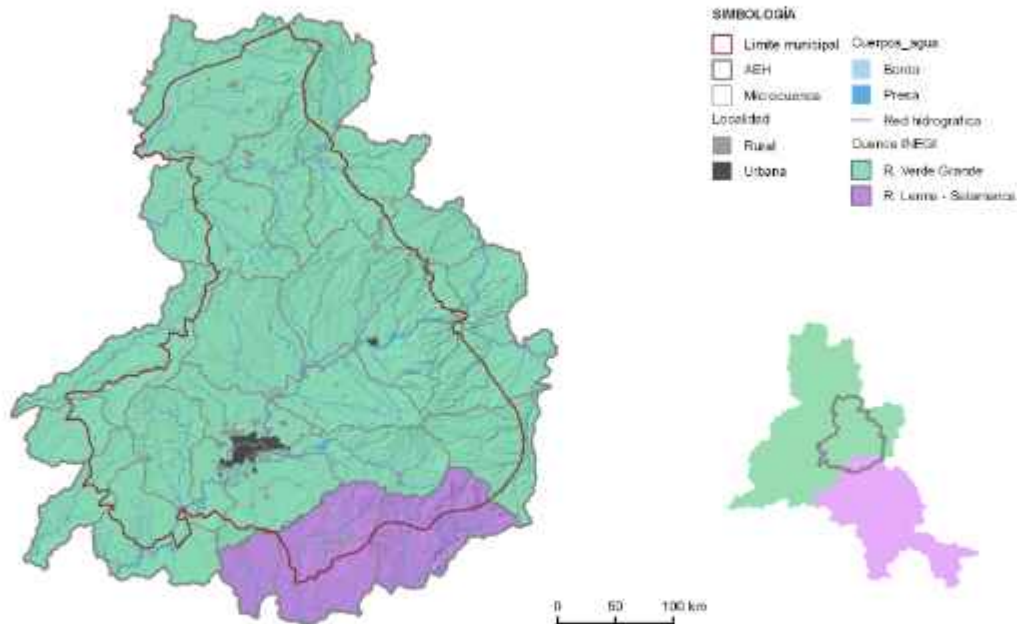 SIMBOLOGÍA
Límite municipal
AEH
Microcuenca
Localidad
Rural
Urbana
Cuerpos_agua
Bordo
Presa
Red hidrográfica
Cuenca INEGI
R. Verde Grande
R. Lerma - Salamanca
0 50 100 km